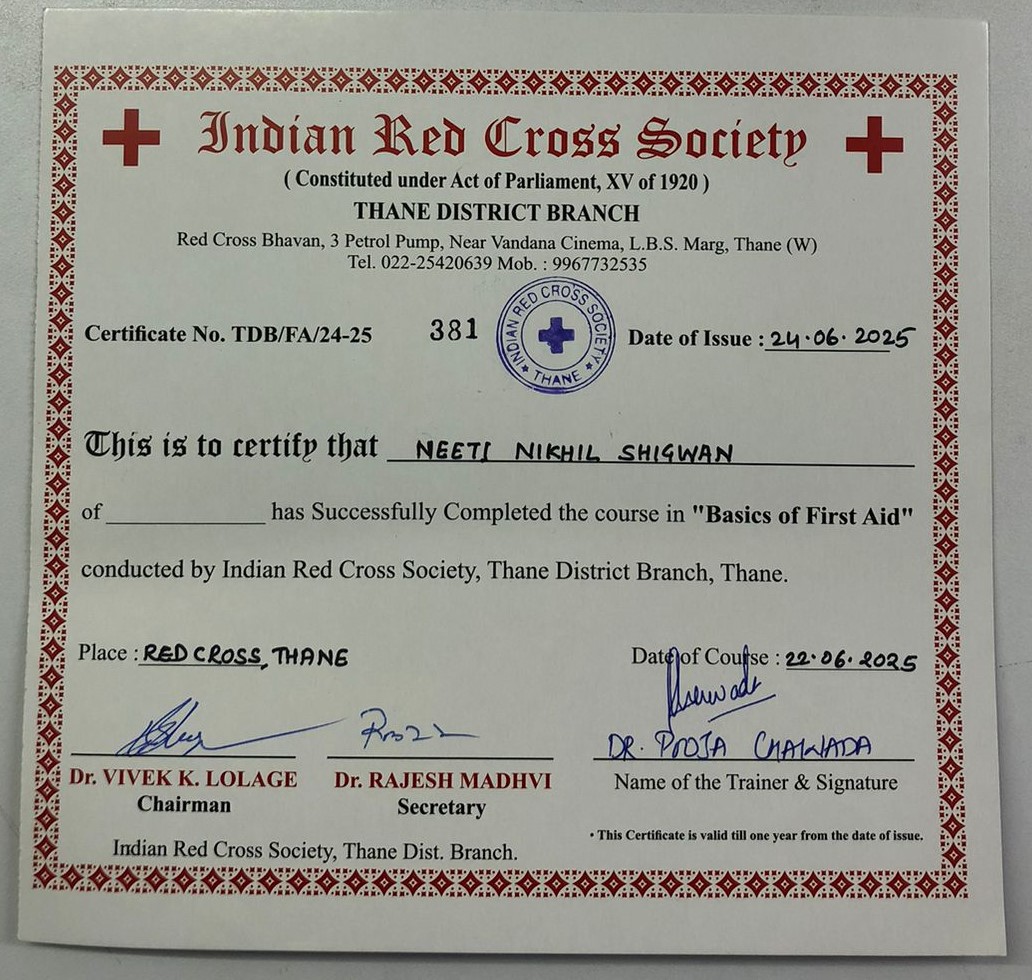 Indian Red Cross Society
( Constituted under Act of Parliament, XV of 1920 )
THANE DISTRICT BRANCH
Red Cross Bhavan, 3 Petrol Pump, Near Vandana Cinema, L.B.S. Marg, Thane (W)
Tel. 022-25420639 Mob. : 9967732535
INDIAN RED CROSS SOCIETY
THANE
Certificate No. TDB/FA/24-25 381 Date of Issue : 24.06.2025
This is to certify that NEETI NIKHIL SHIGWAN
of ____________ has Successfully Completed the course in "Basics of First Aid"
conducted by Indian Red Cross Society, Thane District Branch, Thane.
Place : RED CROSS, THANE Date of Course : 22.06.2025
DR. POOJA
Dr. VIVEK K. LOLAGE Dr. RAJESH MADHVI Name of the Trainer & Signature
Chairman Secretary
• This Certificate is valid till one year from the date of issue.
Indian Red Cross Society, Thane Dist. Branch.